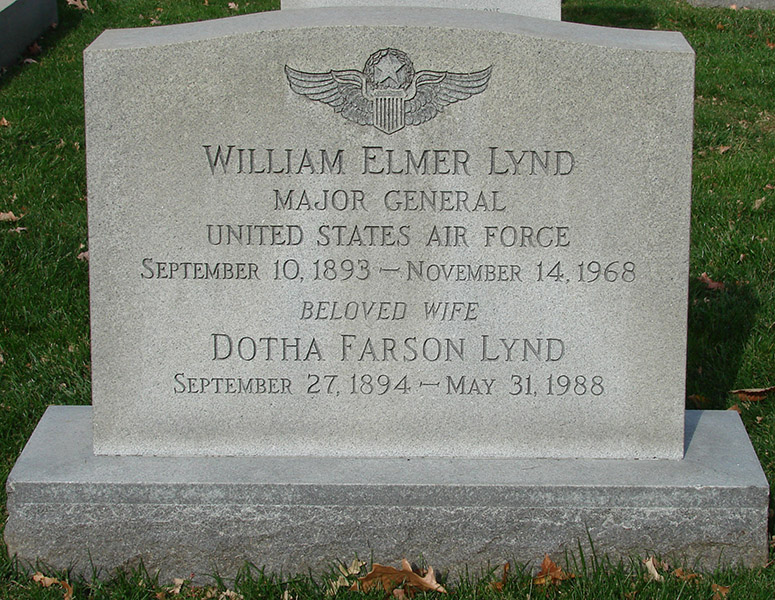 WILLIAM ELMER LYND
MAJOR GENERAL
UNITED STATES AIR FORCE
SEPTEMBER 10, 1893 — NOVEMBER 14, 1968
BELOVED WIFE
DOTHA FARSON LYND
SEPTEMBER 27, 1894 — MAY 31, 1988